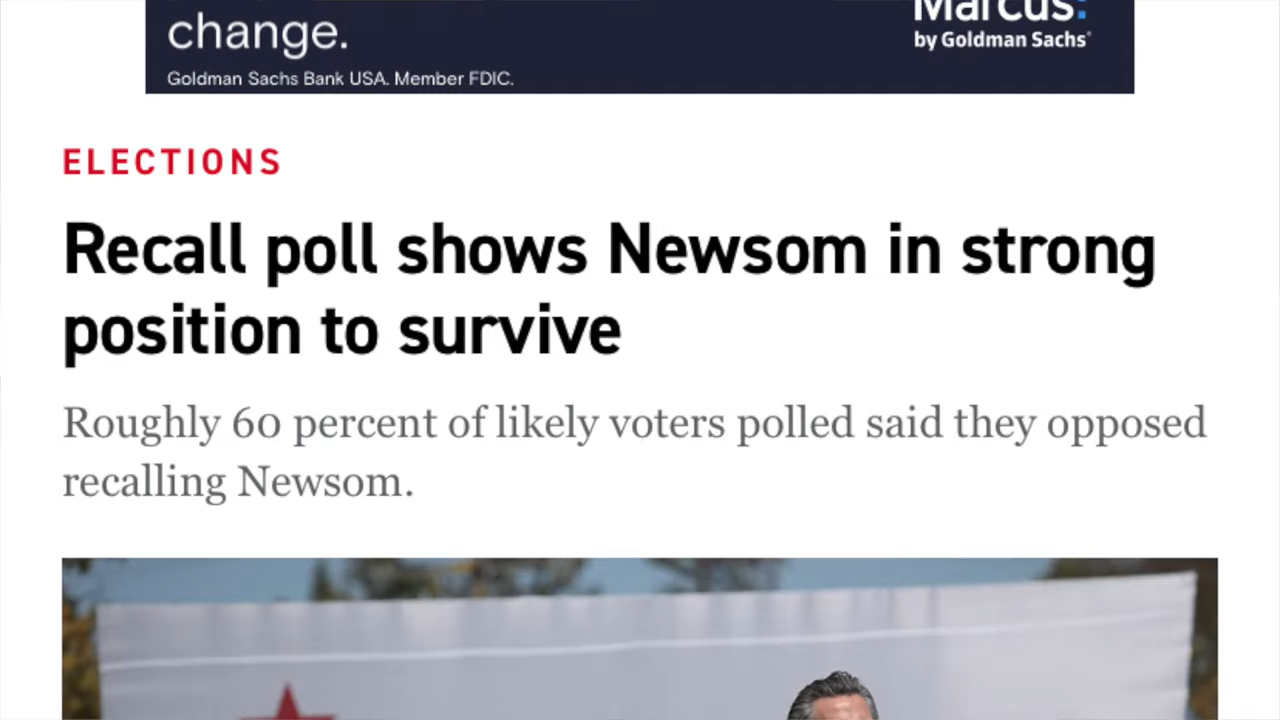 change.
Marcus:
by Goldman Sachs®
Goldman Sachs Bank USA. Member FDIC.
ELECTIONS
Recall poll shows Newsom in strong
position to survive
Roughly 60 percent of likely voters polled said they opposed
recalling Newsom.